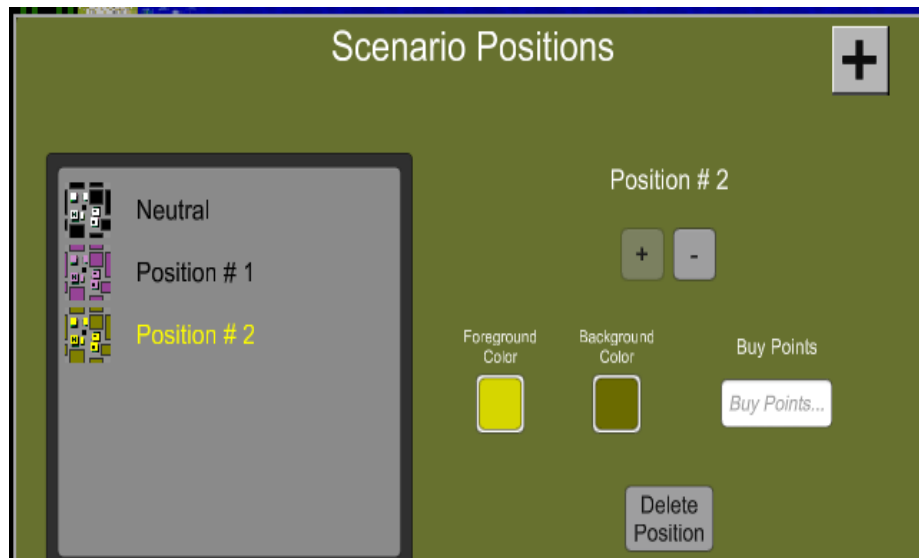 Scenario Positions
+
Neutral
Position # 1
Position # 2
Position # 2
+
-
Foreground
Color
Background
Color
Buy Points
Buy Points...
Delete
Position